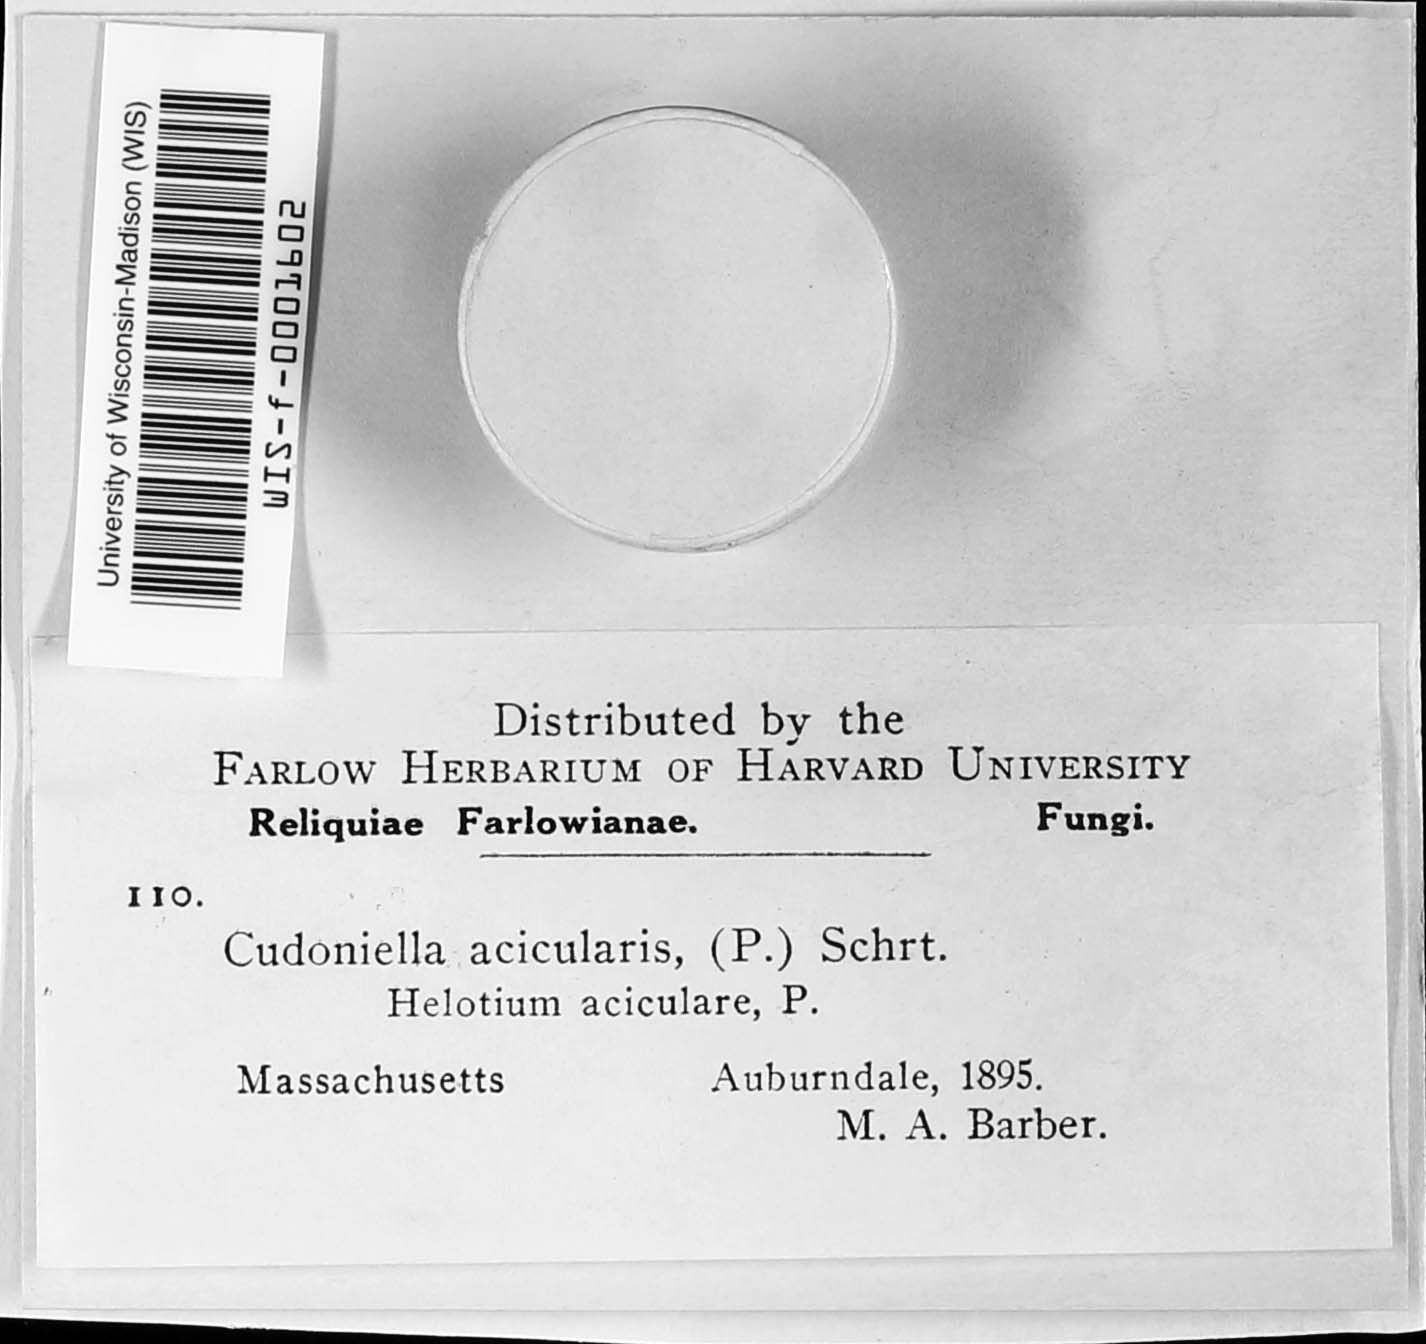 University of Wisconsin-Madison (WIS)
WIS-f-0001602
Distributed by the
FARLOW HERBARIUM OF HARVARD UNIVERSITY
Reliquiae Farlowianae. Fungi.
110.
Cudoniella acicularis, (P.) Schrt.
Helotium aciculare, P.
Massachusetts Auburndale, 1895.
M. A. Barber.